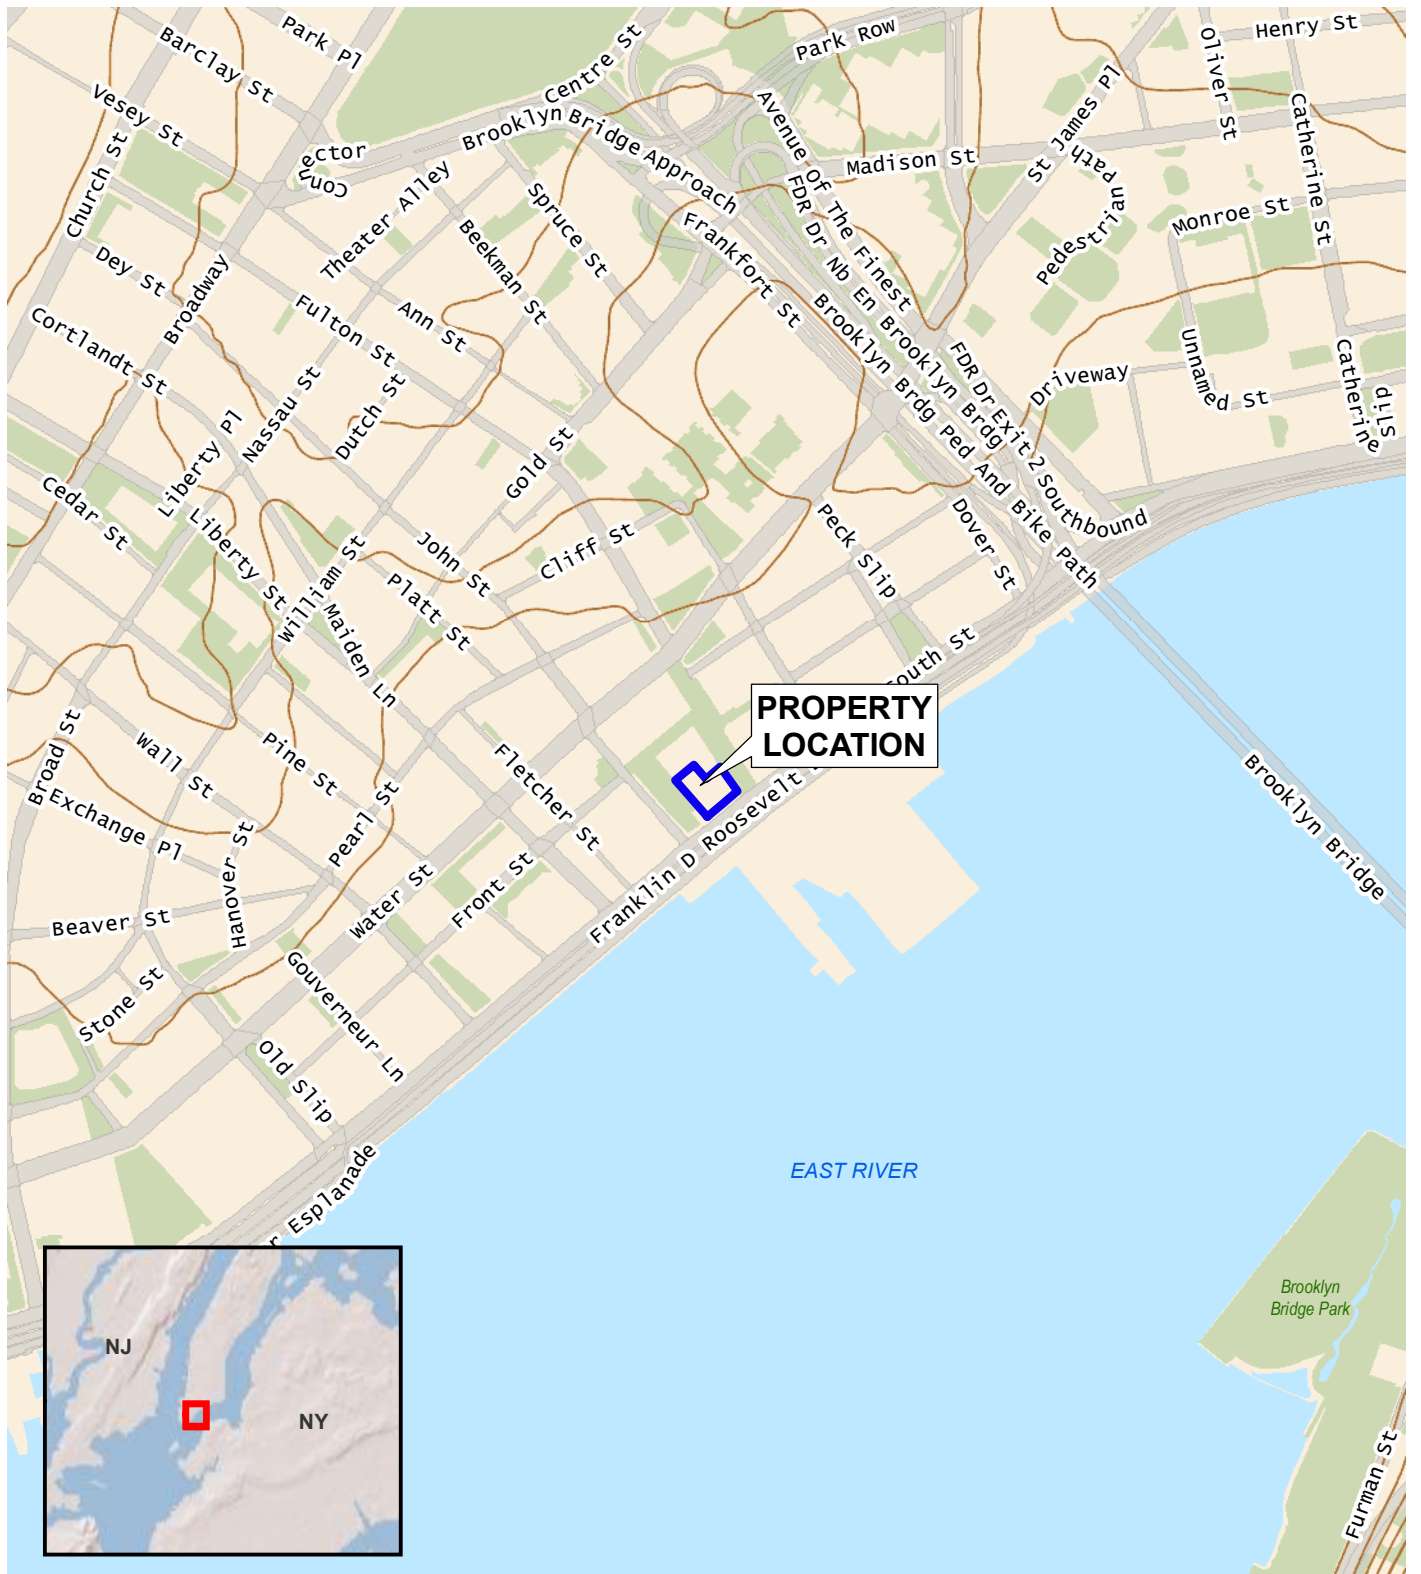 Park Pl
Barclay St
Vesey St
Church St
Centre St
Park Row
Henry St
Oliver St
Catherine St
St James Pl
Avenue of The Finest
Brooklyn Bridge Approach
Connector
Madison St
Pedestrian Path
Monroe St
Theater Alley
Spruce St
Beekman St
Frankfort St
FDR Dr Nb En Brooklyn Brdg
Dey St
Broadway
Cortlandt St
Fulton St
Ann St
Brooklyn Brdg Ped And Bike Path
FDR Dr Exit 2 Southbound
Driveway
Unnamed St
Catherine Slip
Nassau St
Dutch St
Liberty Pl
Gold St
Cedar St
Liberty St
William St
John St
Cliff St
Peck Slip
Dover St
Platt St
Maiden Ln
South St
PROPERTY
LOCATION
Broad St
Wall St
Pine St
Fletcher St
Franklin D Roosevelt
Brooklyn Bridge
Exchange Pl
Hanover St
Pearl St
Water St
Front St
Beaver St
Stone St
Gouverneur Ln
Old Slip
Esplanade
EAST RIVER
Brooklyn
Bridge Park
Furman St
NJ
NY